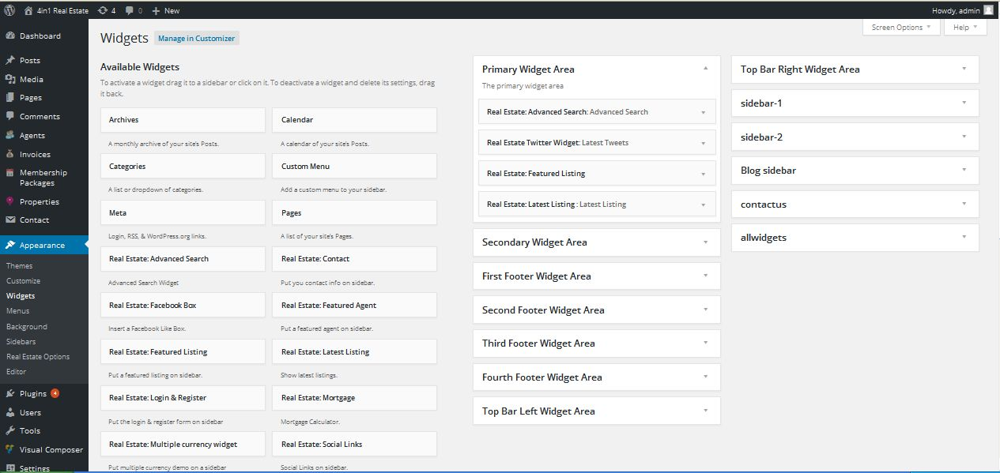 4in1 Real Estate 4 0 New Howdy, admin
Dashboard
Posts
Media
Pages
Comments
Agents
Invoices
Membership
Packages
Properties
Contact
Appearance
Themes
Customize
Widgets
Menus
Background
Sidebars
Real Estate Options
Editor
Plugins 4
Users
Tools
Visual Composer
Settings
Screen Options Help
Widgets Manage in Customizer
Available Widgets
To activate a widget drag it to a sidebar or click on it. To deactivate a widget and delete its settings, drag
it back.
Archives Calendar
A monthly archive of your site's Posts. A calendar of your site's Posts.
Categories Custom Menu
A list or dropdown of categories. Add a custom menu to your sidebar.
Meta Pages
Login, RSS, & WordPress.org links. A list of your site's Pages.
Real Estate: Advanced Search Real Estate: Contact
Advanced Search Widget Put you contact info on sidebar.
Real Estate: Facebook Box Real Estate: Featured Agent
Insert a Facebook Like Box. Put a featured agent on sidebar.
Real Estate: Featured Listing Real Estate: Latest Listing
Put a featured listing on sidebar. Show latest listings.
Real Estate: Login & Register Real Estate: Mortgage
Put the login & register form on sidebar Mortgage Calculator.
Real Estate: Multiple currency widget Real Estate: Social Links
Put multiple currency demo on a sidebar Social Links on sidebar.
Primary Widget Area
The primary widget area
Real Estate: Advanced Search: Advanced Search
Real Estate Twitter Widget: Latest Tweets
Real Estate: Featured Listing
Real Estate: Latest Listing : Latest Listing
Secondary Widget Area
First Footer Widget Area
Second Footer Widget Area
Third Footer Widget Area
Fourth Footer Widget Area
Top Bar Left Widget Area
Top Bar Right Widget Area
sidebar-1
sidebar-2
Blog sidebar
contactus
allwidgets